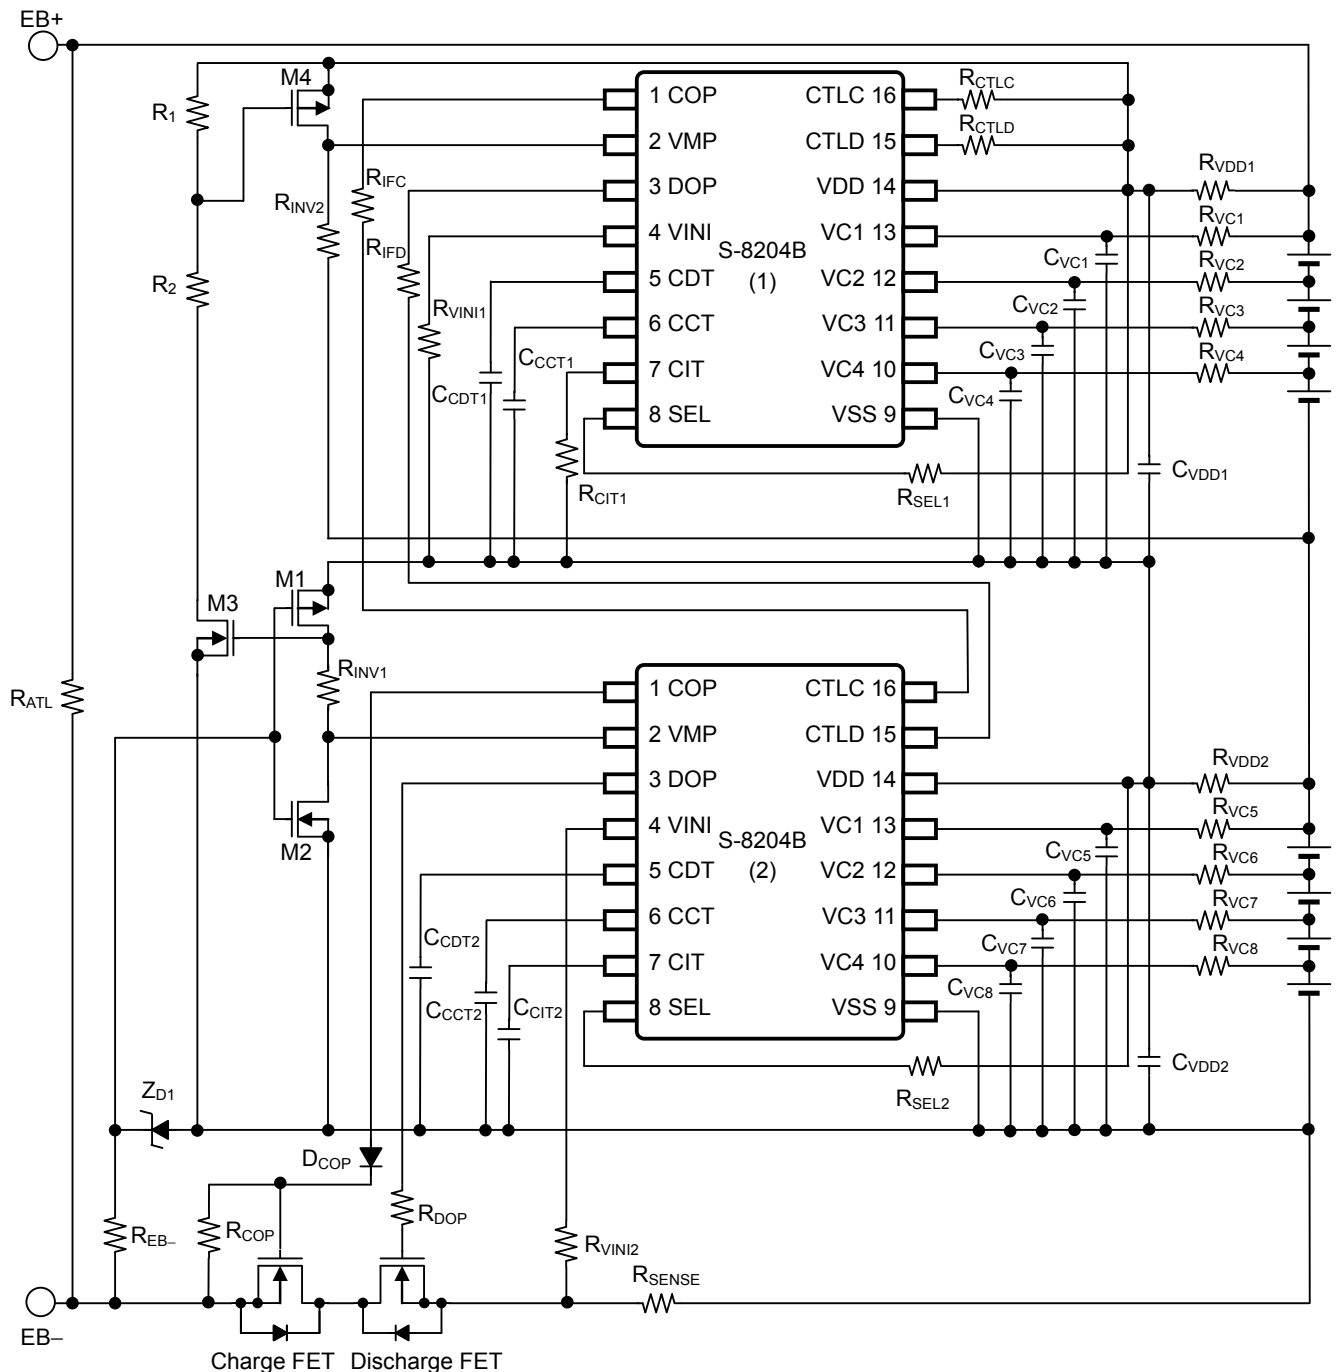 EB+
M4
R1
RINV2
RIFC
RIFD
R2
RVINI1
CCDT1
CCCT1
RCIT1
1 COP
2 VMP
3 DOP
4 VINI
5 CDT
6 CCT
7 CIT
8 SEL
S-8204B
(1)
CTLC 16
CTLD 15
VDD 14
VC1 13
VC2 12
VC3 11
VC4 10
VSS 9
RCTLC
RCTLD
RVDD1
RVC1
RVC2
RVC3
RVC4
CVC1
CVC2
CVC3
CVC4
RSEL1
CVDD1
M1
M3
RINV1
RATL
M2
1 COP
2 VMP
3 DOP
4 VINI
5 CDT
6 CCT
7 CIT
8 SEL
S-8204B
(2)
CTLC 16
CTLD 15
VDD 14
VC1 13
VC2 12
VC3 11
VC4 10
VSS 9
RVDD2
RVC5
RVC6
RVC7
RVC8
CVC5
CVC6
CVC7
CVC8
CCDT2
CCCT2
CCIT2
RSEL2
CVDD2
ZD1
DCOP
REB−
RCOP
RDOP
RVINI2
RSENSE
EB−
Charge FET
Discharge FET